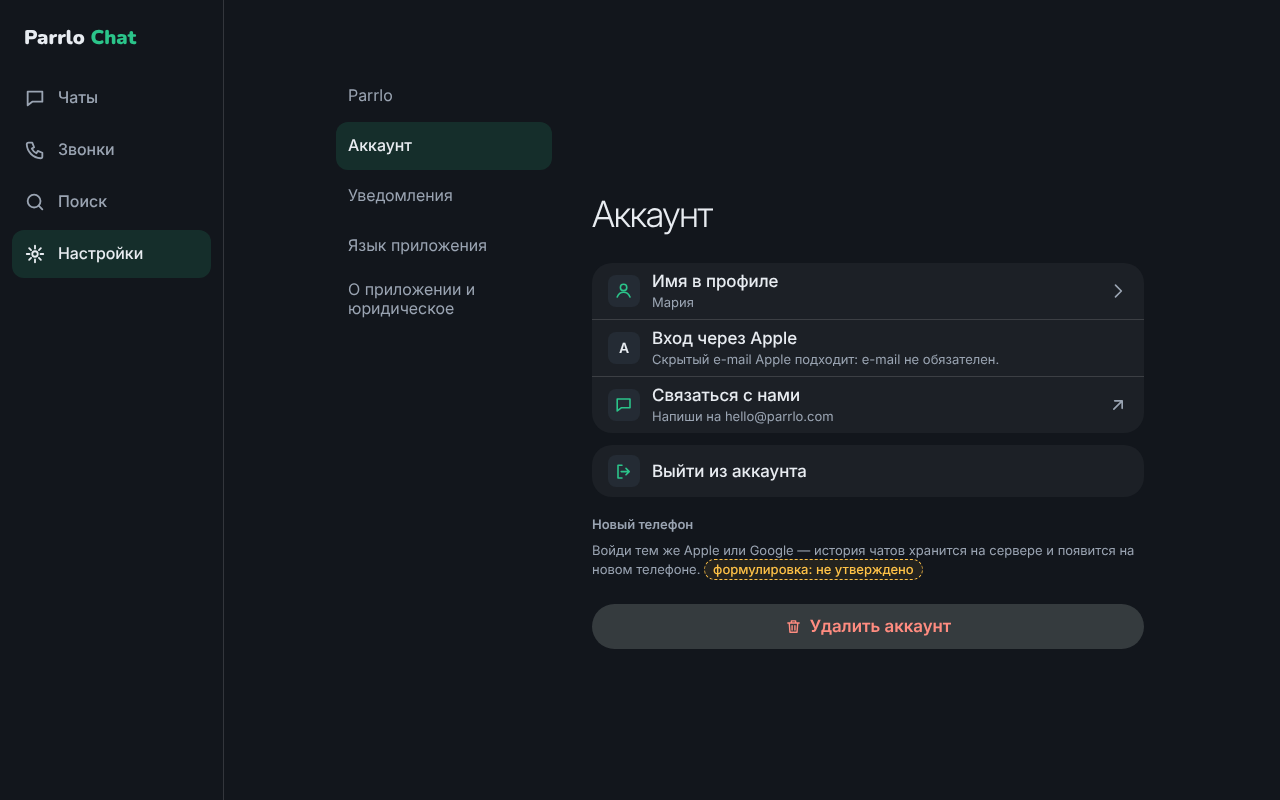 Parrlo Chat
Чаты
Звонки
Поиск
Настройки
Parrlo
Аккаунт
Уведомления
Язык приложения
О приложении и
юридическое
Аккаунт
Имя в профиле
Мария
A
Вход через Apple
Скрытый e-mail Apple подходит: e-mail не обязателен.
Связаться с нами
Напиши на hello@parrlo.com
Выйти из аккаунта
Новый телефон
Войди тем же Apple или Google — история чатов хранится на сервере и появится на
новом телефоне. формулировка: не утверждено
Удалить аккаунт